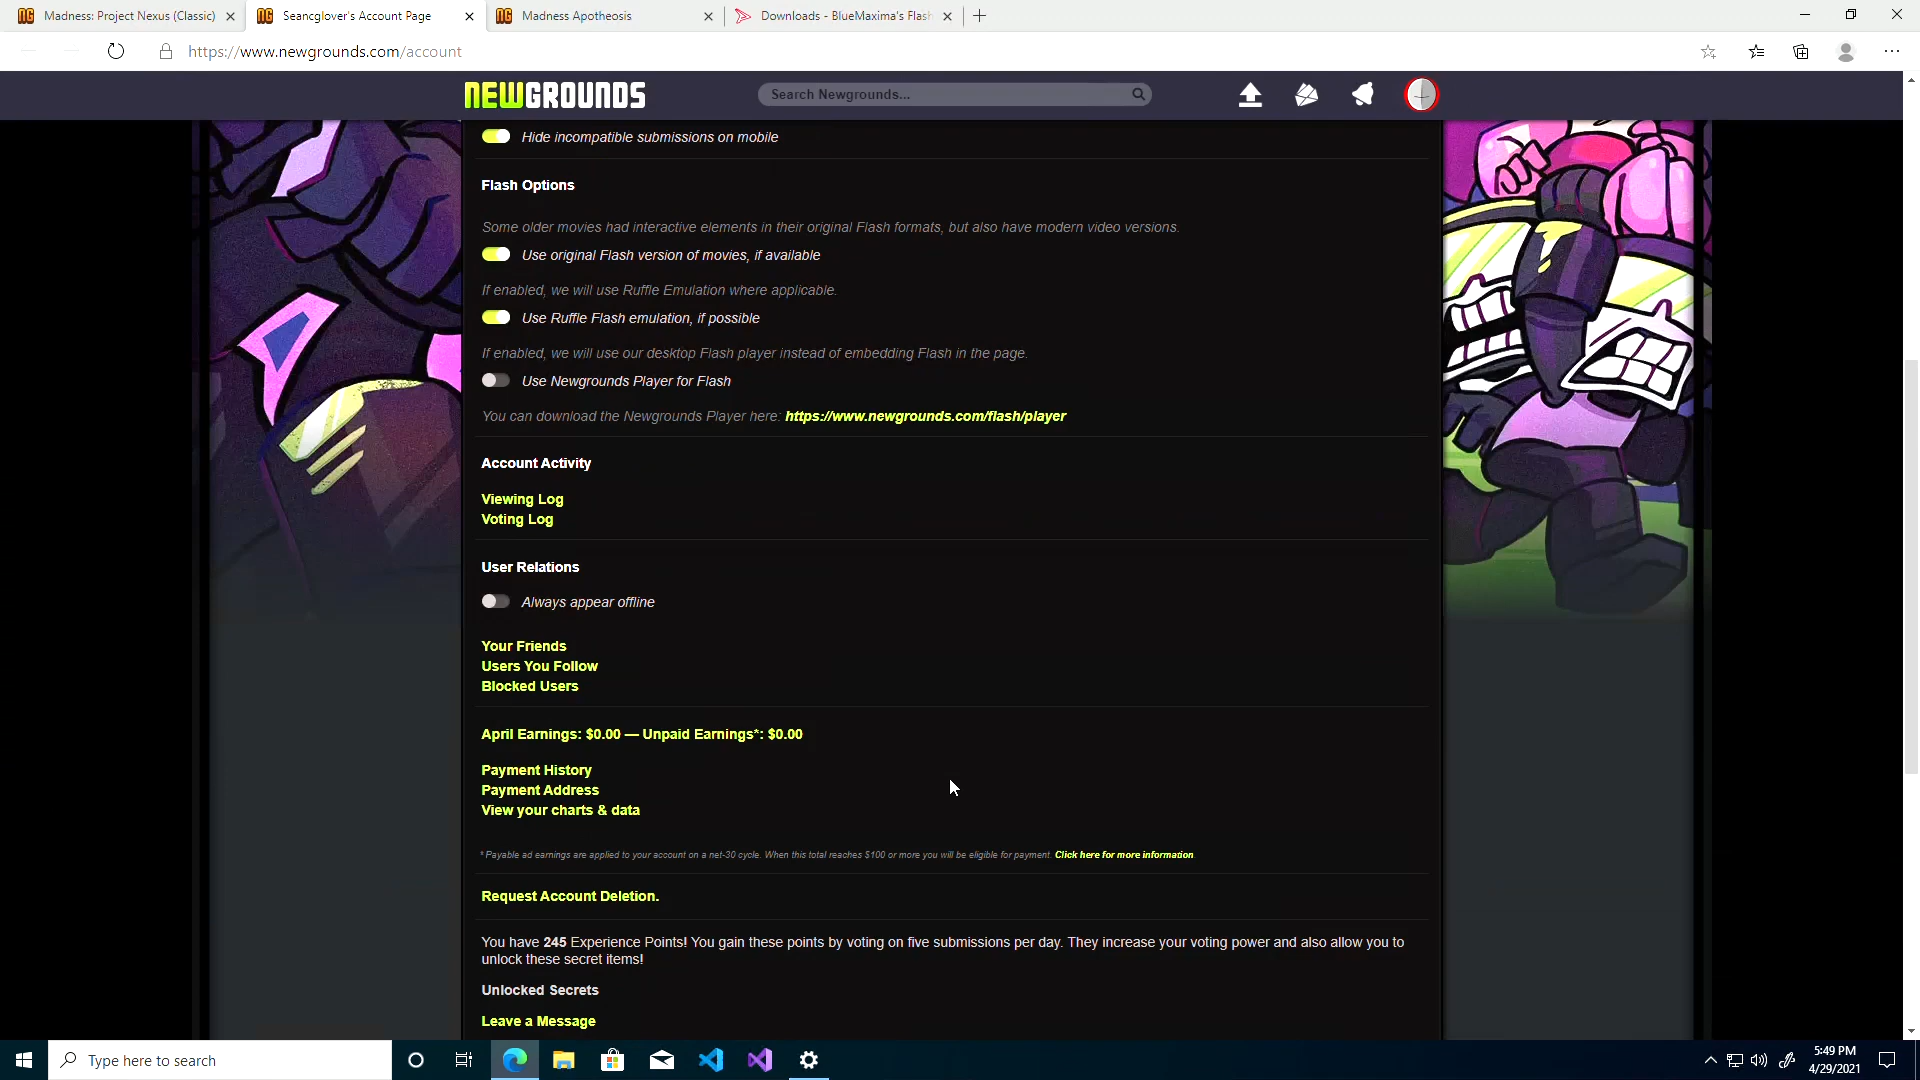 Madness: Project Nexus (Classic)
Seancglover's Account Page
Madness Apotheosis
Downloads - BlueMaxima's Flash
https://www.newgrounds.com/account
NEWGROUNDS
Search Newgrounds...
Hide incompatible submissions on mobile
Flash Options
Some older movies had interactive elements in their original Flash formats, but also have modern video versions.
Use original Flash version of movies, if available
If enabled, we will use Ruffle Emulation where applicable.
Use Ruffle Flash emulation, if possible
If enabled, we will use our desktop Flash player instead of embedding Flash in the page.
Use Newgrounds Player for Flash
You can download the Newgrounds Player here: https://www.newgrounds.com/flash/player
Account Activity
Viewing Log
Voting Log
User Relations
Always appear offline
Your Friends
Users You Follow
Blocked Users
April Earnings: $0.00 — Unpaid Earnings*: $0.00
Payment History
Payment Address
View your charts & data
* Payable ad earnings are applied to your account on a net-30 cycle. When this total reaches $100 or more you will be eligible for payment. Click here for more information
Request Account Deletion.
You have 245 Experience Points! You gain these points by voting on five submissions per day. They increase your voting power and also allow you to
unlock these secret items!
Unlocked Secrets
Leave a Message
Type here to search
5:49 PM
4/29/2021